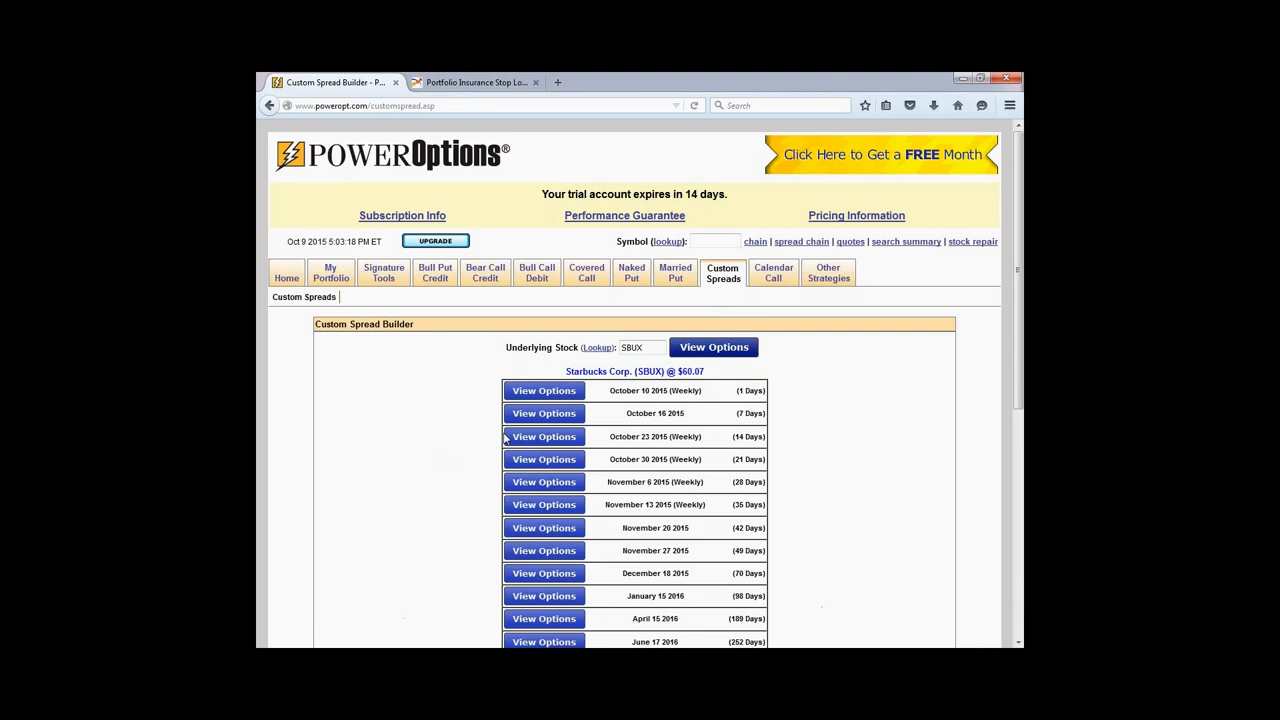 Custom Spread Builder - P...
Portfolio Insurance Stop Lo...
www.poweropt.com/customspread.asp
Search
POWEROptions®
Click Here to Get a FREE Month
Your trial account expires in 14 days.
Subscription Info Performance Guarantee Pricing Information
Oct 9 2015 5:03:18 PM ET UPGRADE Symbol (lookup): chain | spread chain | quotes | search summary | stock repair
Home My Portfolio Signature Tools Bull Put Credit Bear Call Credit Bull Call Debit Covered Call Naked Put Married Put Custom Spreads Calendar Call Other Strategies
Custom Spreads
Custom Spread Builder
Underlying Stock (Lookup): SBUX View Options
Starbucks Corp. (SBUX) @ $60.07
View Options October 10 2015 (Weekly) (1 Days)
View Options October 16 2015 (7 Days)
View Options October 23 2015 (Weekly) (14 Days)
View Options October 30 2015 (Weekly) (21 Days)
View Options November 6 2015 (Weekly) (28 Days)
View Options November 13 2015 (Weekly) (35 Days)
View Options November 20 2015 (42 Days)
View Options November 27 2015 (49 Days)
View Options December 18 2015 (70 Days)
View Options January 15 2016 (98 Days)
View Options April 15 2016 (189 Days)
View Options June 17 2016 (252 Days)